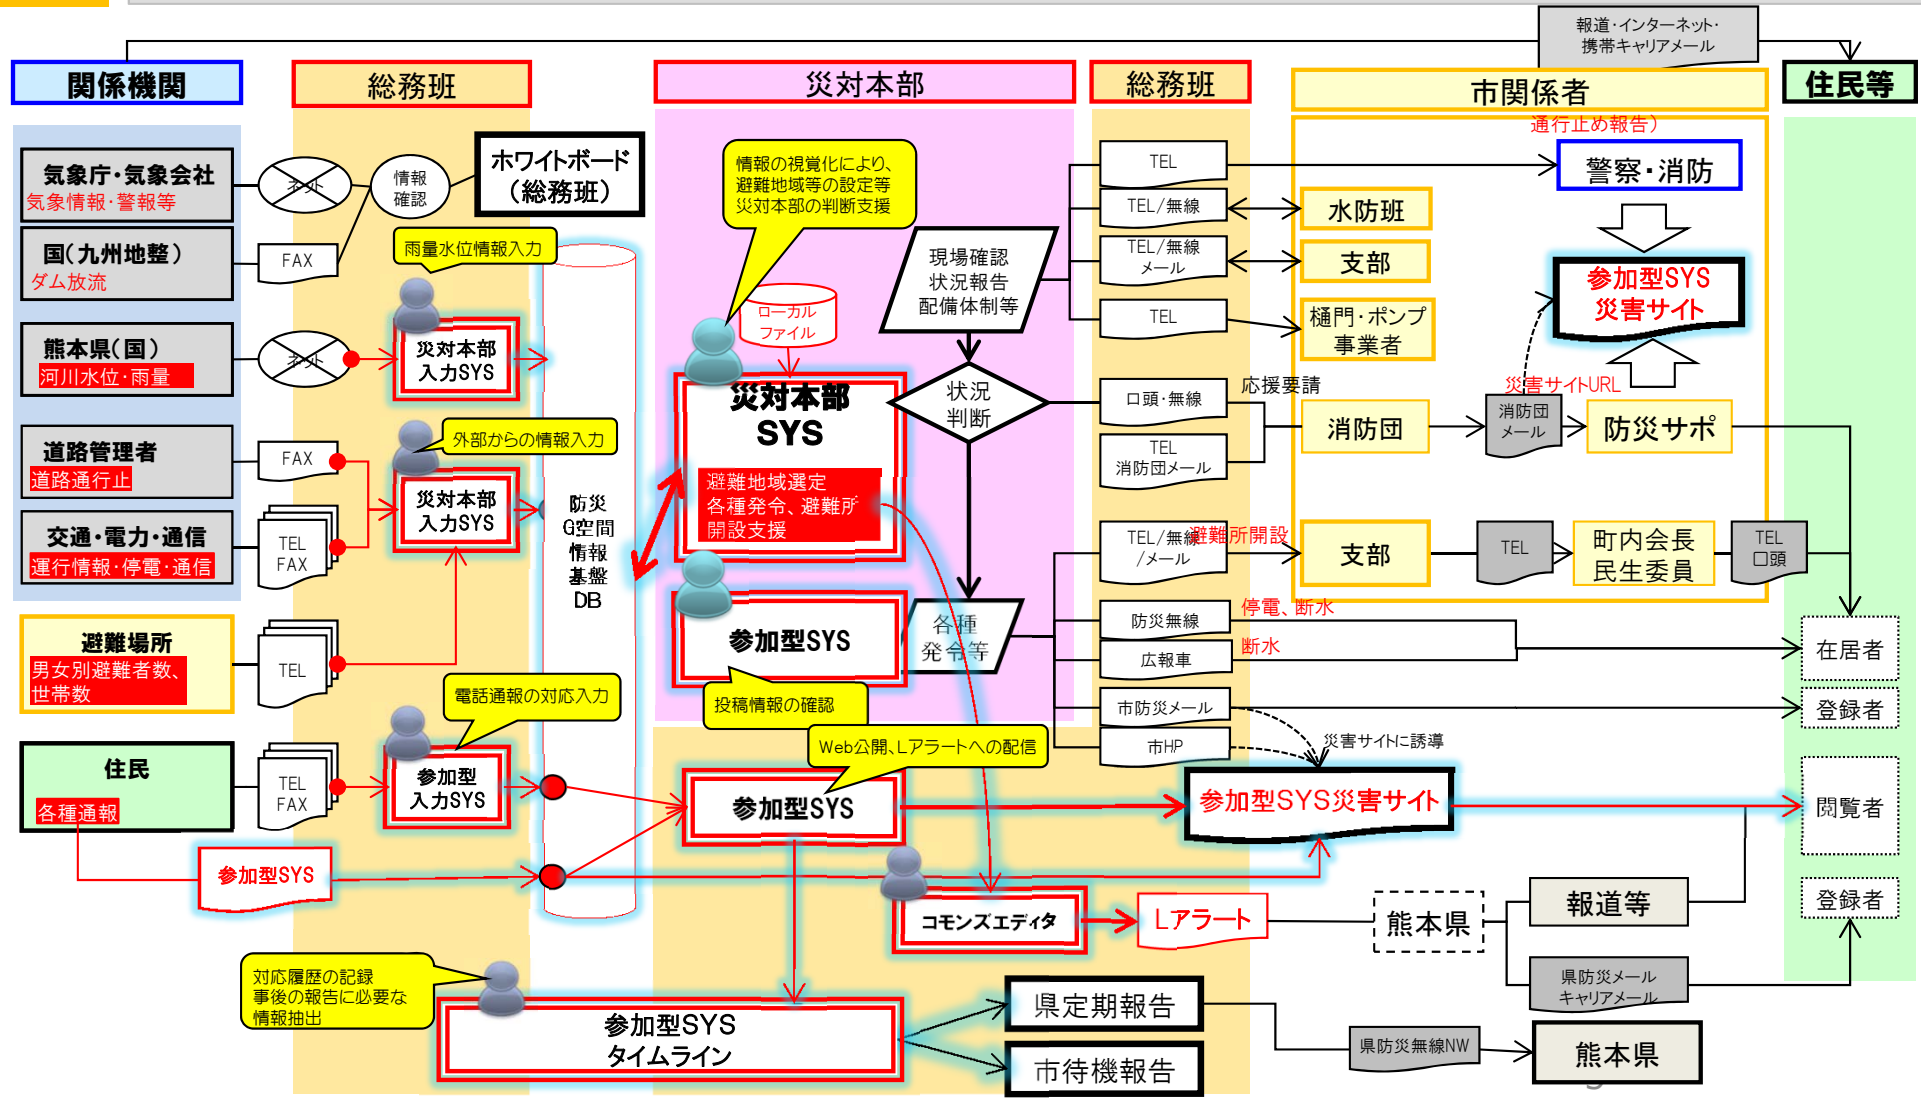 報道・インターネット・
携帯キャリアメール
関係機関
総務班
災対本部
総務班
市関係者
住民等
気象庁・気象会社
気象情報・警報等
ネット
情報
確認
ホワイトボード
（総務班）
国（九州地整）
ダム放流
FAX
雨量水位情報入力
熊本県（国）
河川水位・雨量
ネット
災対本部
入力SYS
道路管理者
道路通行止
FAX
外部からの情報入力
災対本部
入力SYS
交通・電力・通信
運行情報・停電・通信
TEL
FAX
避難場所
男女別避難者数、
世帯数
TEL
電話通報の対応入力
住民
各種通報
TEL
FAX
参加型
入力SYS
参加型SYS
防災
G空間
情報
基盤
DB
情報の視覚化により、
避難地域等の設定等
災対本部の判断支援
ローカル
ファイル
災対本部
SYS
避難地域選定
各種発令、避難所
開設支援
参加型SYS
投稿情報の確認
Web公開、Lアラートへの配信
参加型SYS
現場確認
状況報告
配備体制等
状況
判断
各種
発令等
TEL
TEL/無線
TEL/無線
メール
TEL
口頭・無線
TEL
消防団メール
TEL/無線
/メール
防災無線
広報車
市防災メール
市HP
通行止め報告）
警察・消防
水防班
支部
樋門・ポンプ
事業者
参加型SYS
災害サイト
応援要請
災害サイトURL
消防団
消防団
メール
防災サポ
避難所開設
支部
TEL
町内会長
民生委員
TEL
口頭
停電、断水
断水
在居者
登録者
災害サイトに誘導
参加型SYS災害サイト
閲覧者
コモンズエディタ
Lアラート
熊本県
報道等
登録者
県防災メール
キャリアメール
対応履歴の記録
事後の報告に必要な
情報抽出
参加型SYS
タイムライン
県定期報告
市待機報告
県防災無線NW
熊本県